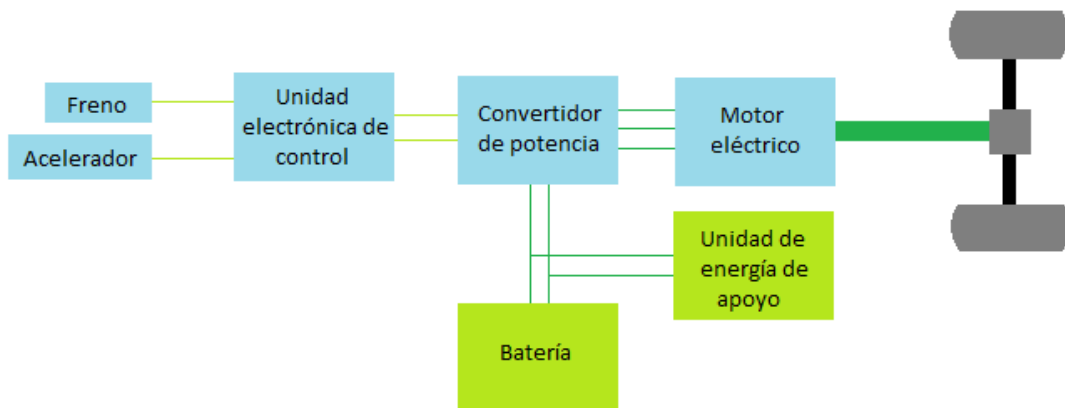 Freno
Acelerador
Unidad
electrónica de
control
Convertidor
de potencia
Motor
eléctrico
Unidad de
energía de
apoyo
Batería